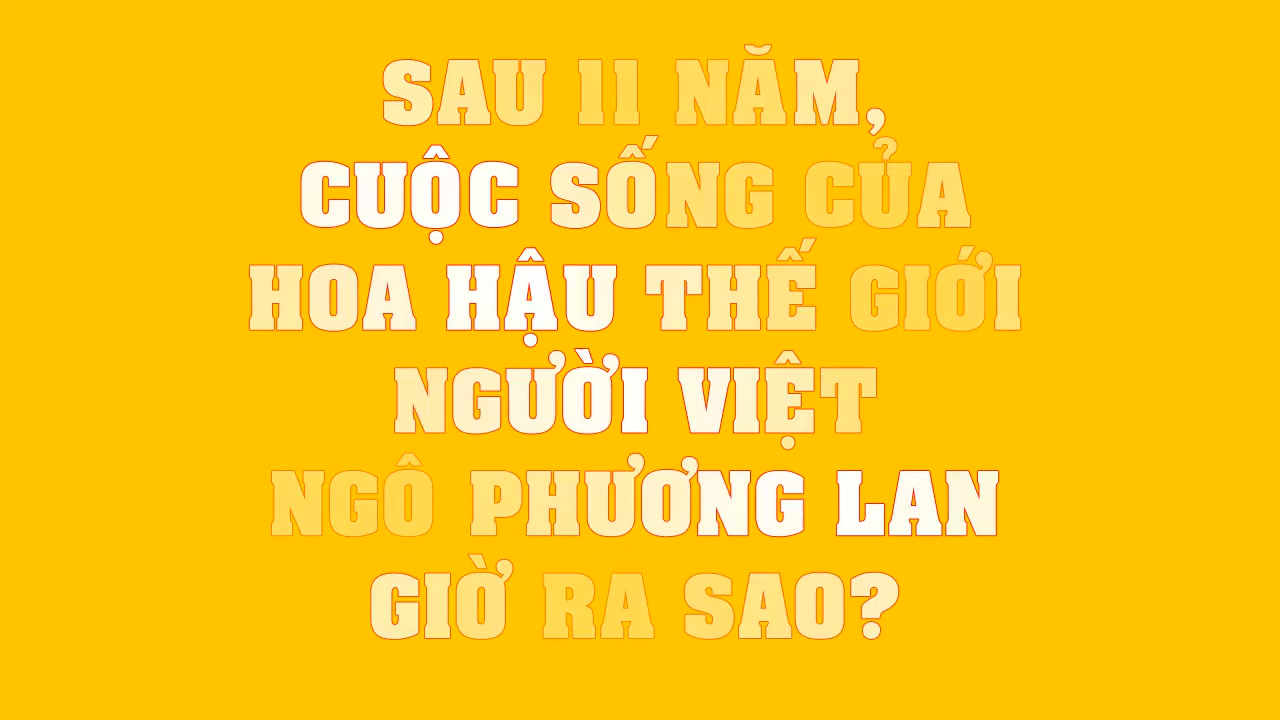 SAU 11 NĂM,
CUỘC SỐNG CỦA
HOA HẬU THẾ GIỚI
NGƯỜI VIỆT
NGÔ PHƯƠNG LAN
GIỜ RA SAO?